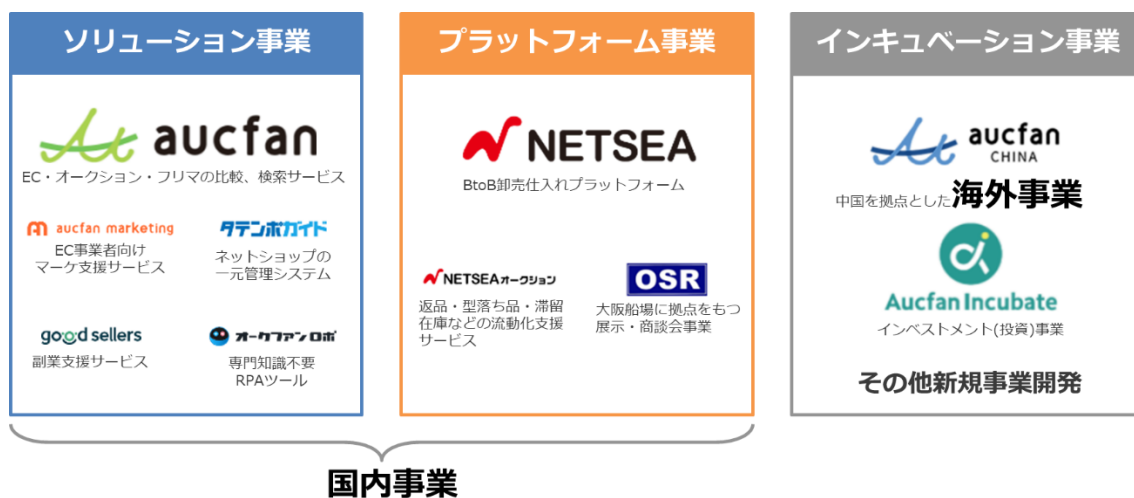 ソリューション事業
aucfan
EC・オークション・フリマの比較、検索サービス
aucfan marketing
EC事業者向け
マーケ支援サービス
タテンポガイド
ネットショップの
一元管理システム
good sellers
副業支援サービス
オークファンロボ
専門知識不要
RPAツール
プラットフォーム事業
NETSEA
BtoB卸売仕入れプラットフォーム
NETSEAオークション
返品・型落ち品・滞留
在庫などの流動化支援
サービス
OSR
大阪船場に拠点をもつ
展示・商談会事業
インキュベーション事業
aucfan
CHINA
中国を拠点とした海外事業
Aucfan Incubate
インベストメント(投資)事業
その他新規事業開発
国内事業